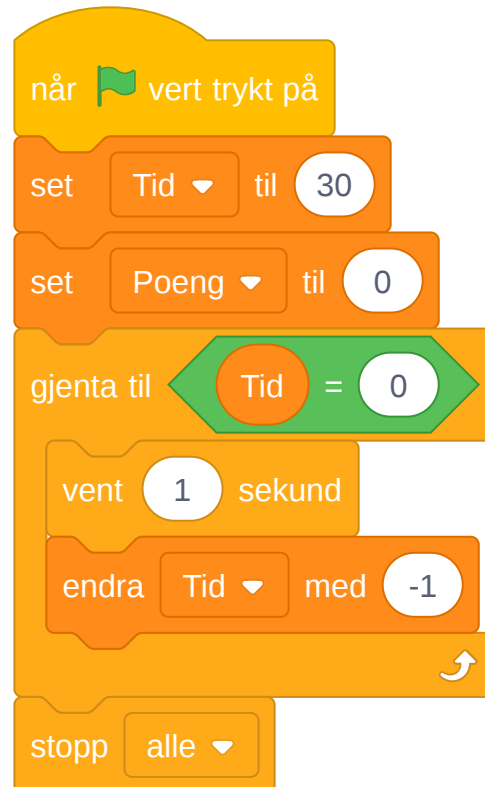 når vert trykt på
set Tid til 30
set Poeng til 0
gjenta til Tid = 0
vent 1 sekund
endra Tid med -1
stopp alle